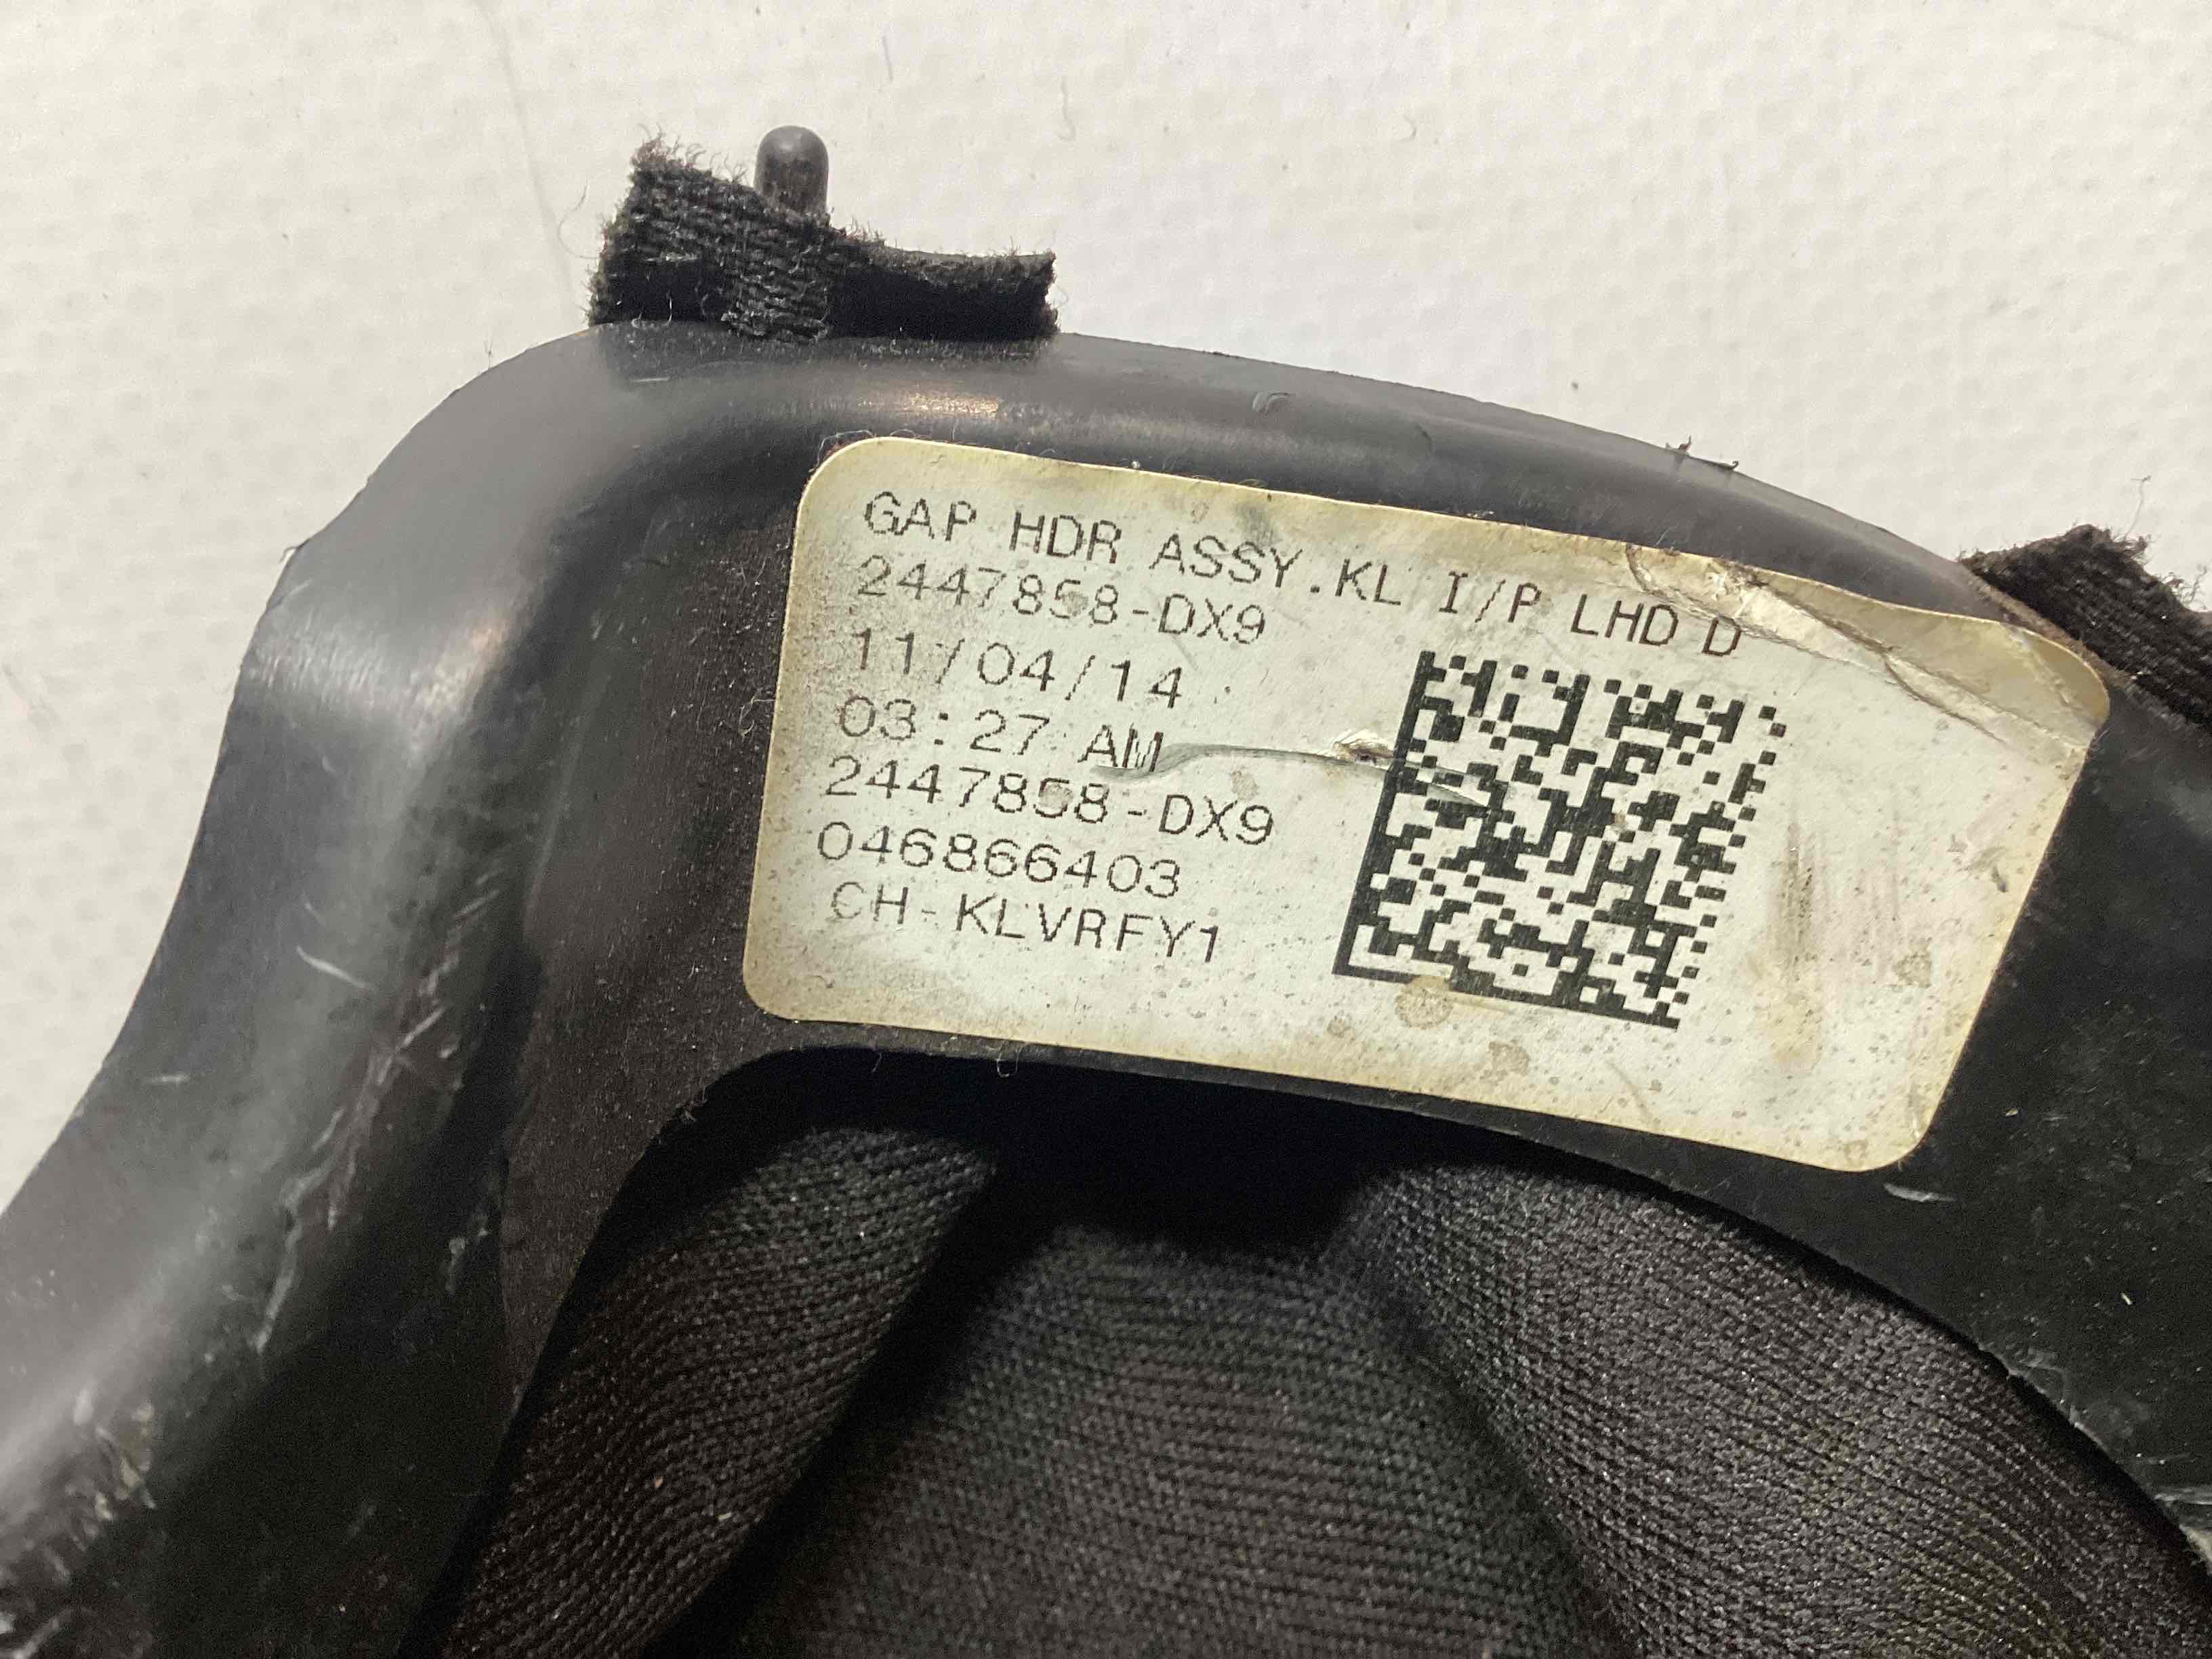 GAP HDR ASSY.KL I/P LHD D
2447858-DX9
11/04/14
03:27 AM
2447858-DX9
046866403
CH-KLVRFY1